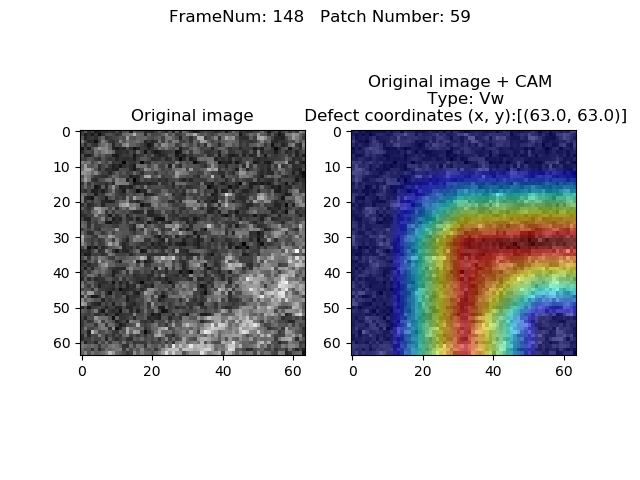 FrameNum: 148   Patch Number: 59
Original image
Original image + CAM
Type: Vw
Defect coordinates (x, y):[(63.0, 63.0)]
0
10
20
30
40
50
60
0 20 40 60
0
10
20
30
40
50
60
0 20 40 60